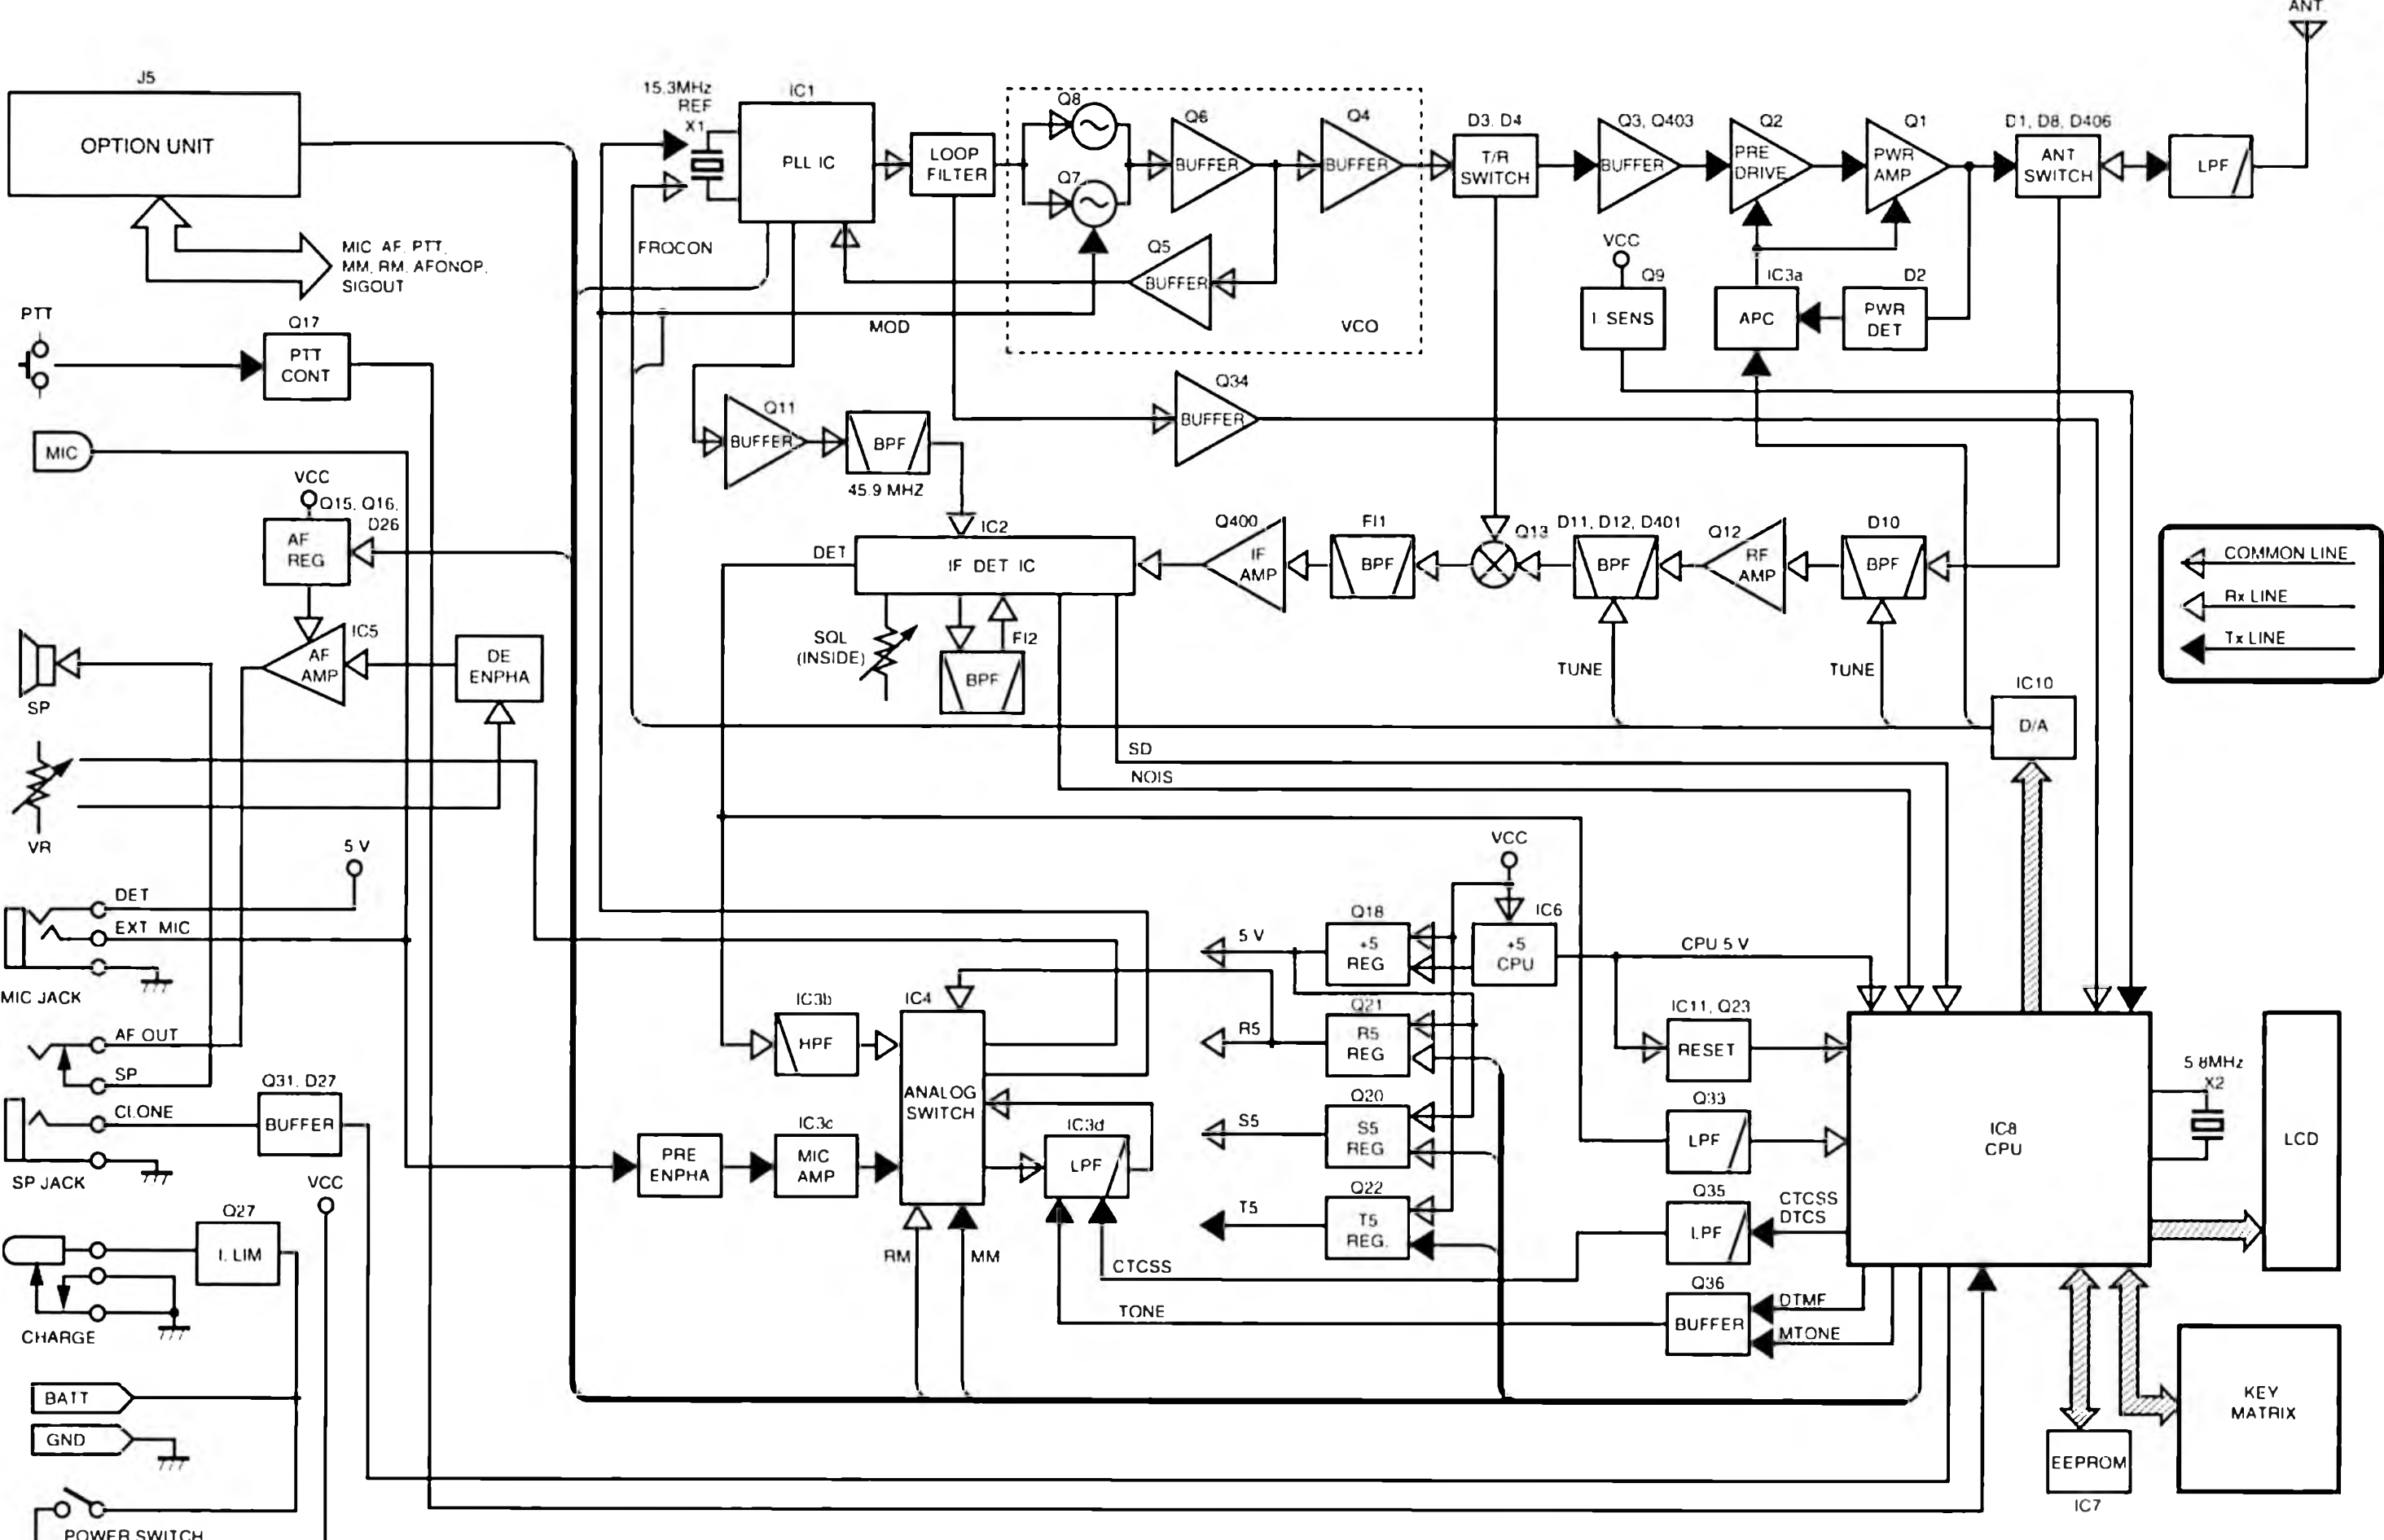 ANT.
J5
OPTION UNIT
MIC AF, PTT,
MM, RM, AFONOP,
SIGOUT
15.3MHz
REF
X1
IC1
PLL IC
LOOP
FILTER
Q8
Q7
Q6
BUFFER
Q4
BUFFER
Q5
BUFFER
VCO
D3, D4
T/R
SWITCH
Q3, Q403
BUFFER
Q2
PRE
DRIVE
Q1
PWR
AMP
D1, D8, D406
ANT
SWITCH
LPF
FRQCON
MOD
VCC
Q9
I SENS
IC3a
APC
D2
PWR
DET
PTT
Q17
PTT
CONT
MIC
Q11
BUFFER
BPF
45.9 MHZ
Q34
BUFFER
VCC
Q15, Q16,
D26
AF
REG
DET
IC2
IF DET IC
Q400
IF
AMP
FI1
BPF
Q13
D11, D12, D401
BPF
Q12
RF
AMP
D10
BPF
COMMON LINE
Rx LINE
Tx LINE
SP
IC5
AF
AMP
DE
ENPHA
SQL
(INSIDE)
FI2
BPF
TUNE
TUNE
IC10
D/A
SD
NOIS
VR
5 V
VCC
DET
EXT MIC
MIC JACK
Q18
+5
REG
5 V
IC6
+5
CPU
CPU 5 V
IC3b
HPF
IC4
ANALOG
SWITCH
R5
Q21
R5
REG
IC11, Q23
RESET
AF OUT
SP
CLONE
SP JACK
Q31, D27
BUFFER
PRE
ENPHA
IC3c
MIC
AMP
IC3d
LPF
S5
Q20
S5
REG
Q33
LPF
IC8
CPU
5.8MHz
X2
LCD
VCC
Q27
I. LIM
CHARGE
RM
MM
CTCSS
TONE
T5
Q22
T5
REG.
Q35
LPF
CTCSS
DTCS
Q36
BUFFER
DTMF
MTONE
BATT
GND
KEY
MATRIX
EEPROM
IC7
POWER SWITCH